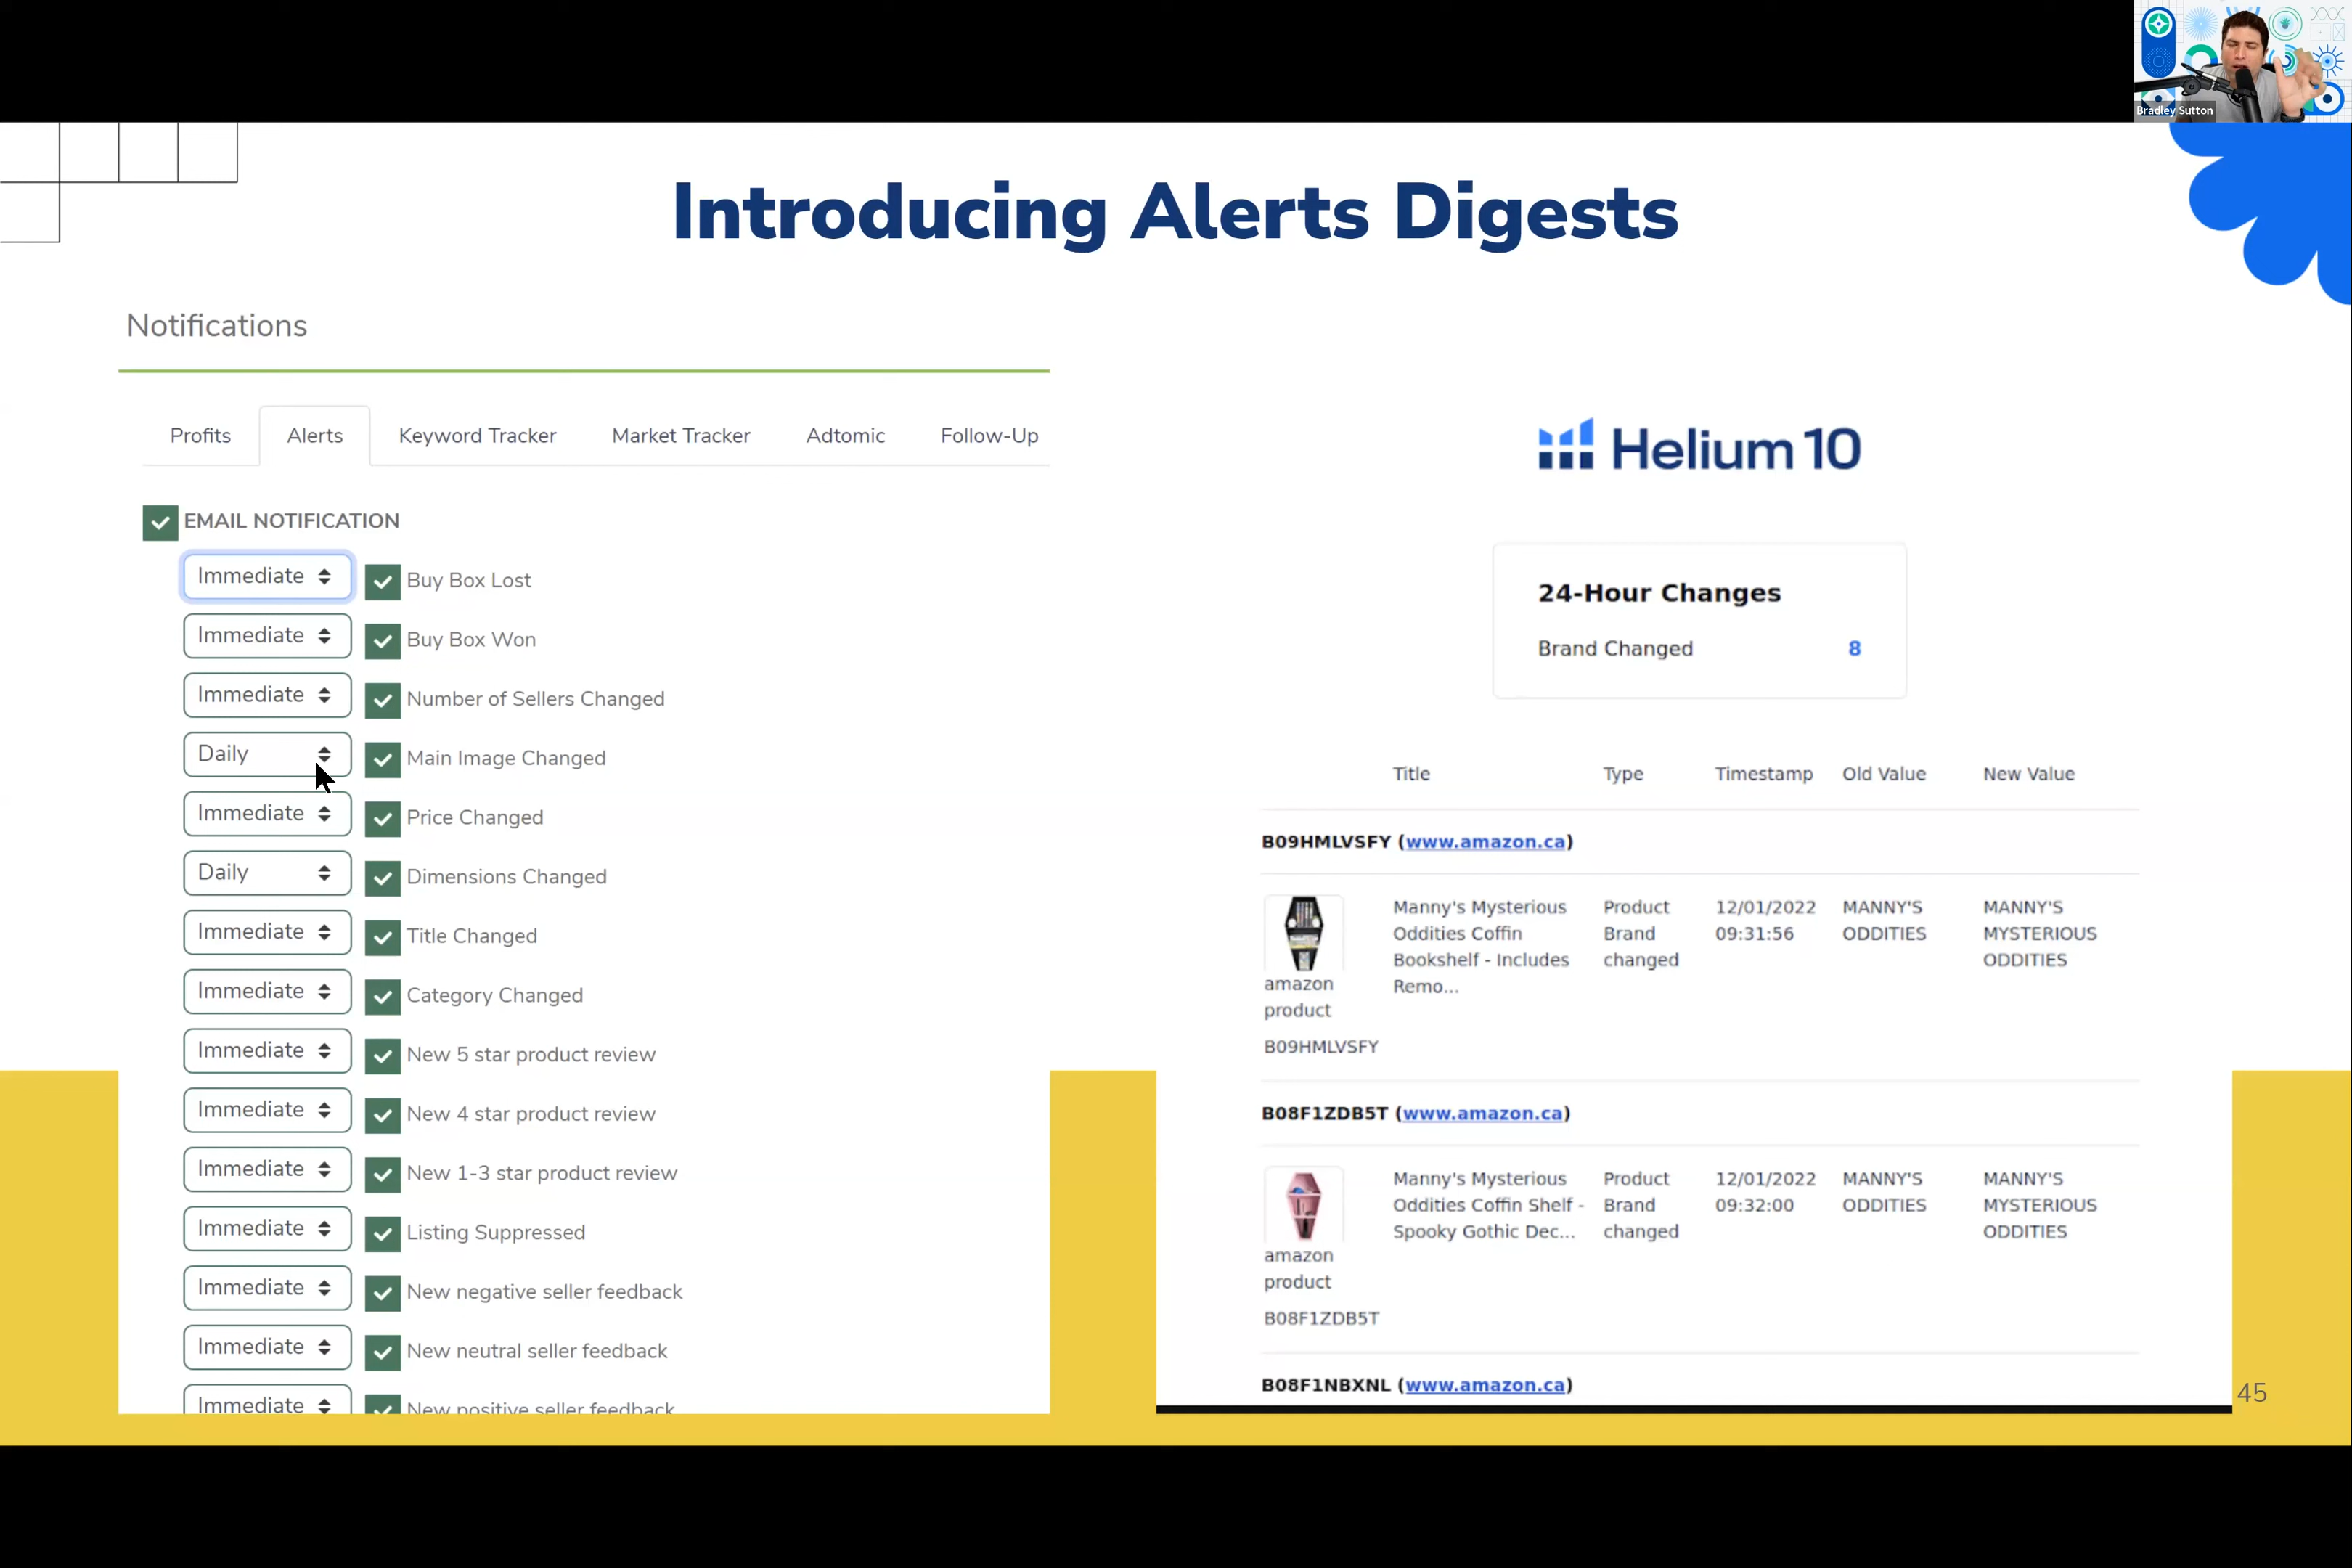 Bradley Sutton
Introducing Alerts Digests
Notifications
Profits
Alerts
Keyword Tracker
Market Tracker
Adtomic
Follow-Up
EMAIL NOTIFICATION
Immediate Buy Box Lost
Immediate Buy Box Won
Immediate Number of Sellers Changed
Daily Main Image Changed
Immediate Price Changed
Daily Dimensions Changed
Immediate Title Changed
Immediate Category Changed
Immediate New 5 star product review
Immediate New 4 star product review
Immediate New 1-3 star product review
Immediate Listing Suppressed
Immediate New negative seller feedback
Immediate New neutral seller feedback
Immediate New positive seller feedback
Helium 10
24-Hour Changes
Brand Changed 8
Title Type Timestamp Old Value New Value
B09HMLVSFY (www.amazon.ca)
amazon
product
B09HMLVSFY
Manny's Mysterious
Oddities Coffin
Bookshelf - Includes
Remo...
Product
Brand
changed
12/01/2022
09:31:56
MANNY'S
ODDITIES
MANNY'S
MYSTERIOUS
ODDITIES
B08F1ZDB5T (www.amazon.ca)
amazon
product
B08F1ZDB5T
Manny's Mysterious
Oddities Coffin Shelf -
Spooky Gothic Dec...
Product
Brand
changed
12/01/2022
09:32:00
MANNY'S
ODDITIES
MANNY'S
MYSTERIOUS
ODDITIES
B08F1NBXNL (www.amazon.ca)
45